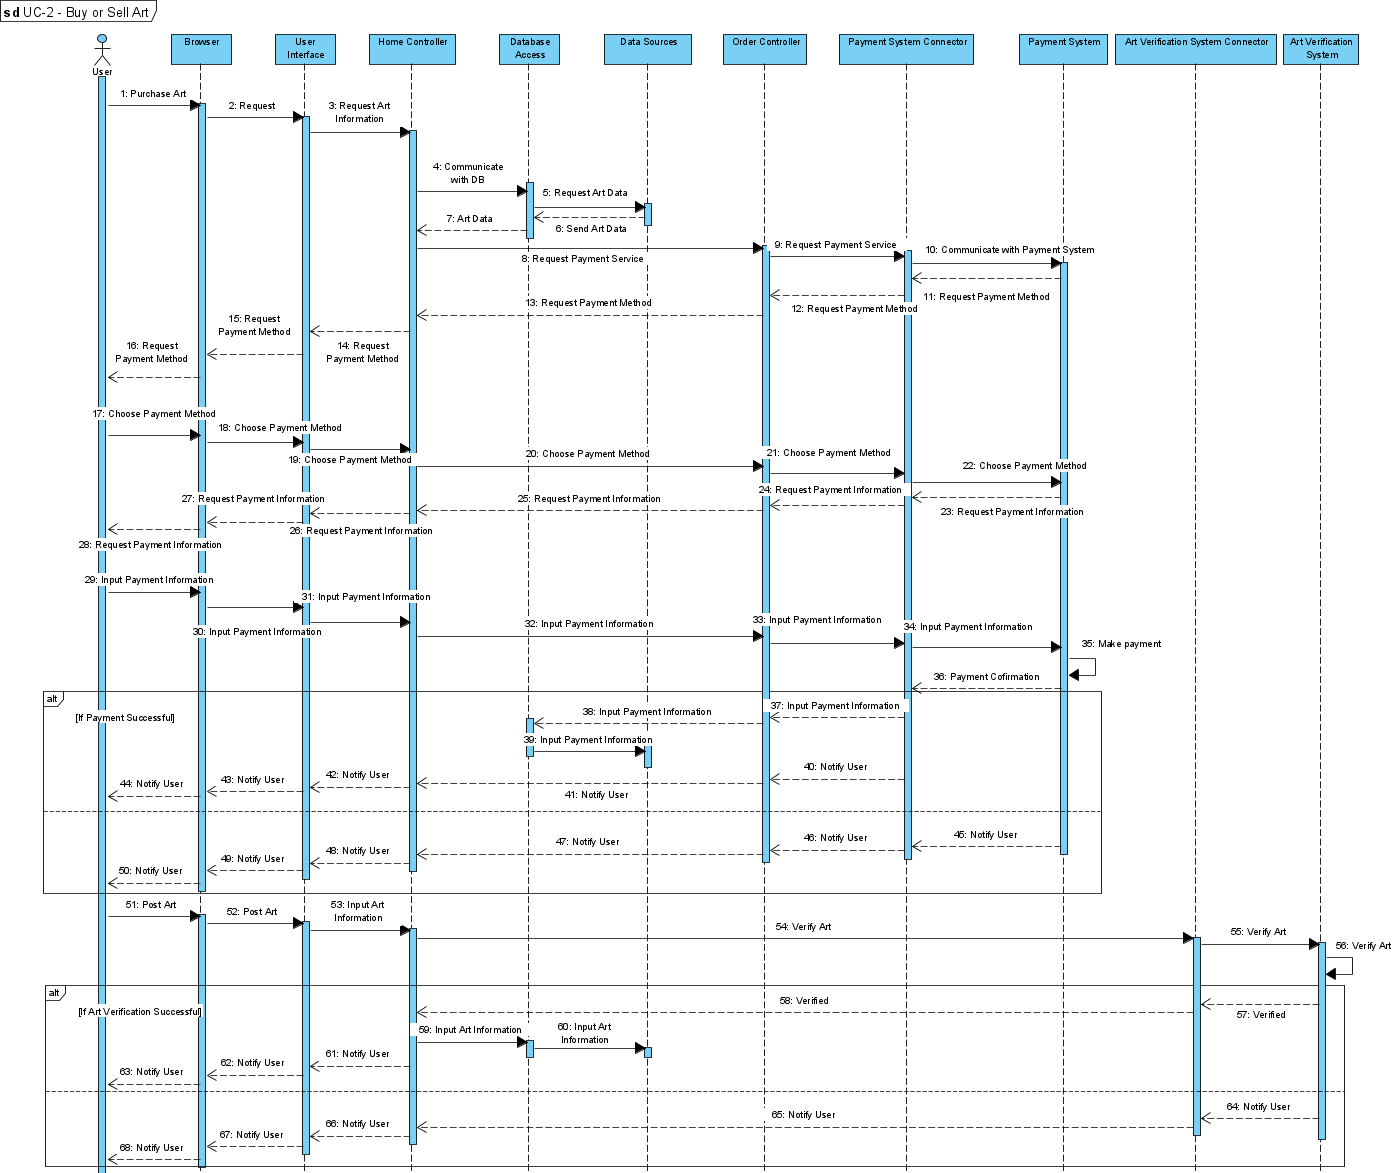 sd UC-2 - Buy or Sell Art
User
Browser
User
Interface
Home Controller
Database
Access
Data Sources
Order Controller
Payment System Connector
Payment System
Art Verification System Connector
Art Verification
System
1: Purchase Art
2: Request
3: Request Art
Information
4: Communicate
with DB
5: Request Art Data
6: Send Art Data
7: Art Data
8: Request Payment Service
9: Request Payment Service
10: Communicate with Payment System
11: Request Payment Method
12: Request Payment Method
13: Request Payment Method
14: Request
Payment Method
15: Request
Payment Method
16: Request
Payment Method
17: Choose Payment Method
18: Choose Payment Method
19: Choose Payment Method
20: Choose Payment Method
21: Choose Payment Method
22: Choose Payment Method
23: Request Payment Information
24: Request Payment Information
25: Request Payment Information
26: Request Payment Information
27: Request Payment Information
28: Request Payment Information
29: Input Payment Information
30: Input Payment Information
31: Input Payment Information
32: Input Payment Information
33: Input Payment Information
34: Input Payment Information
35: Make payment
36: Payment Cofirmation
alt
[If Payment Successful]
37: Input Payment Information
38: Input Payment Information
39: Input Payment Information
40: Notify User
41: Notify User
42: Notify User
43: Notify User
44: Notify User
45: Notify User
46: Notify User
47: Notify User
48: Notify User
49: Notify User
50: Notify User
51: Post Art
52: Post Art
53: Input Art
Information
54: Verify Art
55: Verify Art
56: Verify Art
alt
[If Art Verification Successful]
57: Verified
58: Verified
59: Input Art Information
60: Input Art
Information
61: Notify User
62: Notify User
63: Notify User
64: Notify User
65: Notify User
66: Notify User
67: Notify User
68: Notify User